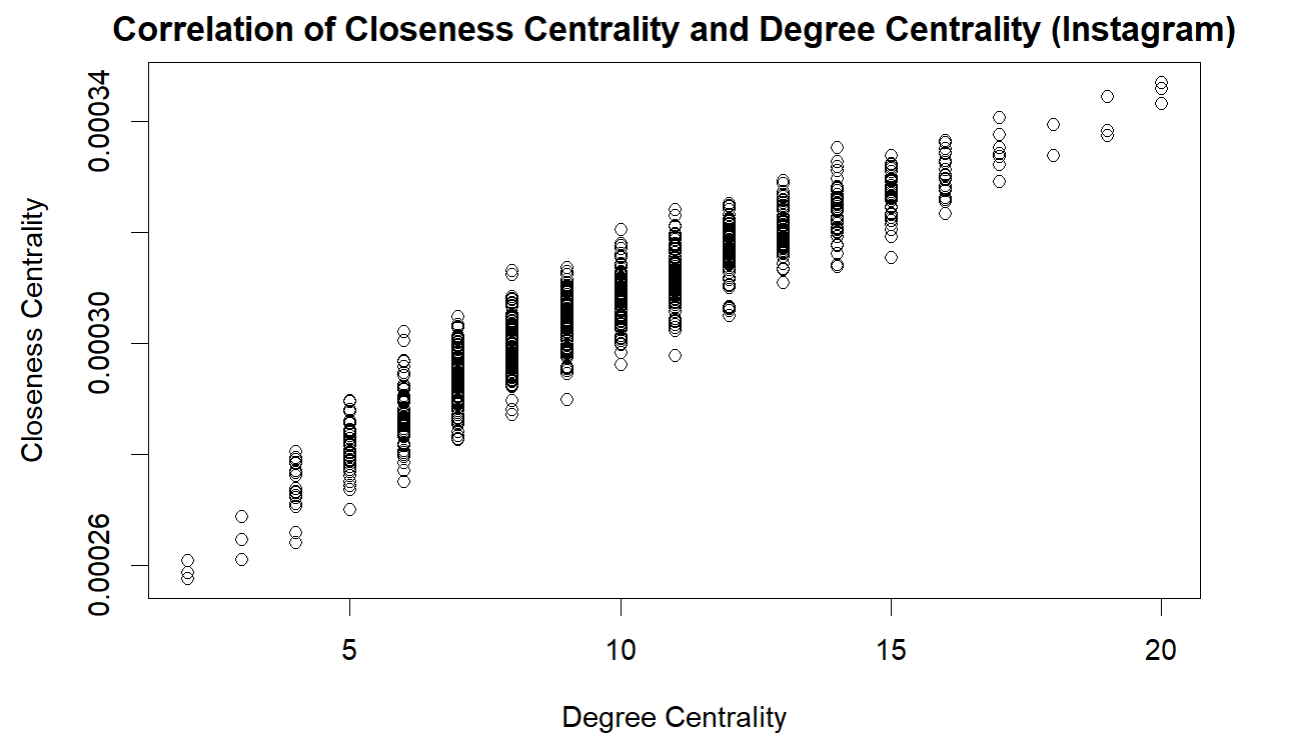 Correlation of Closeness Centrality and Degree Centrality (Instagram)
Closeness Centrality
0.00034
0.00030
0.00026
5 10 15 20
Degree Centrality